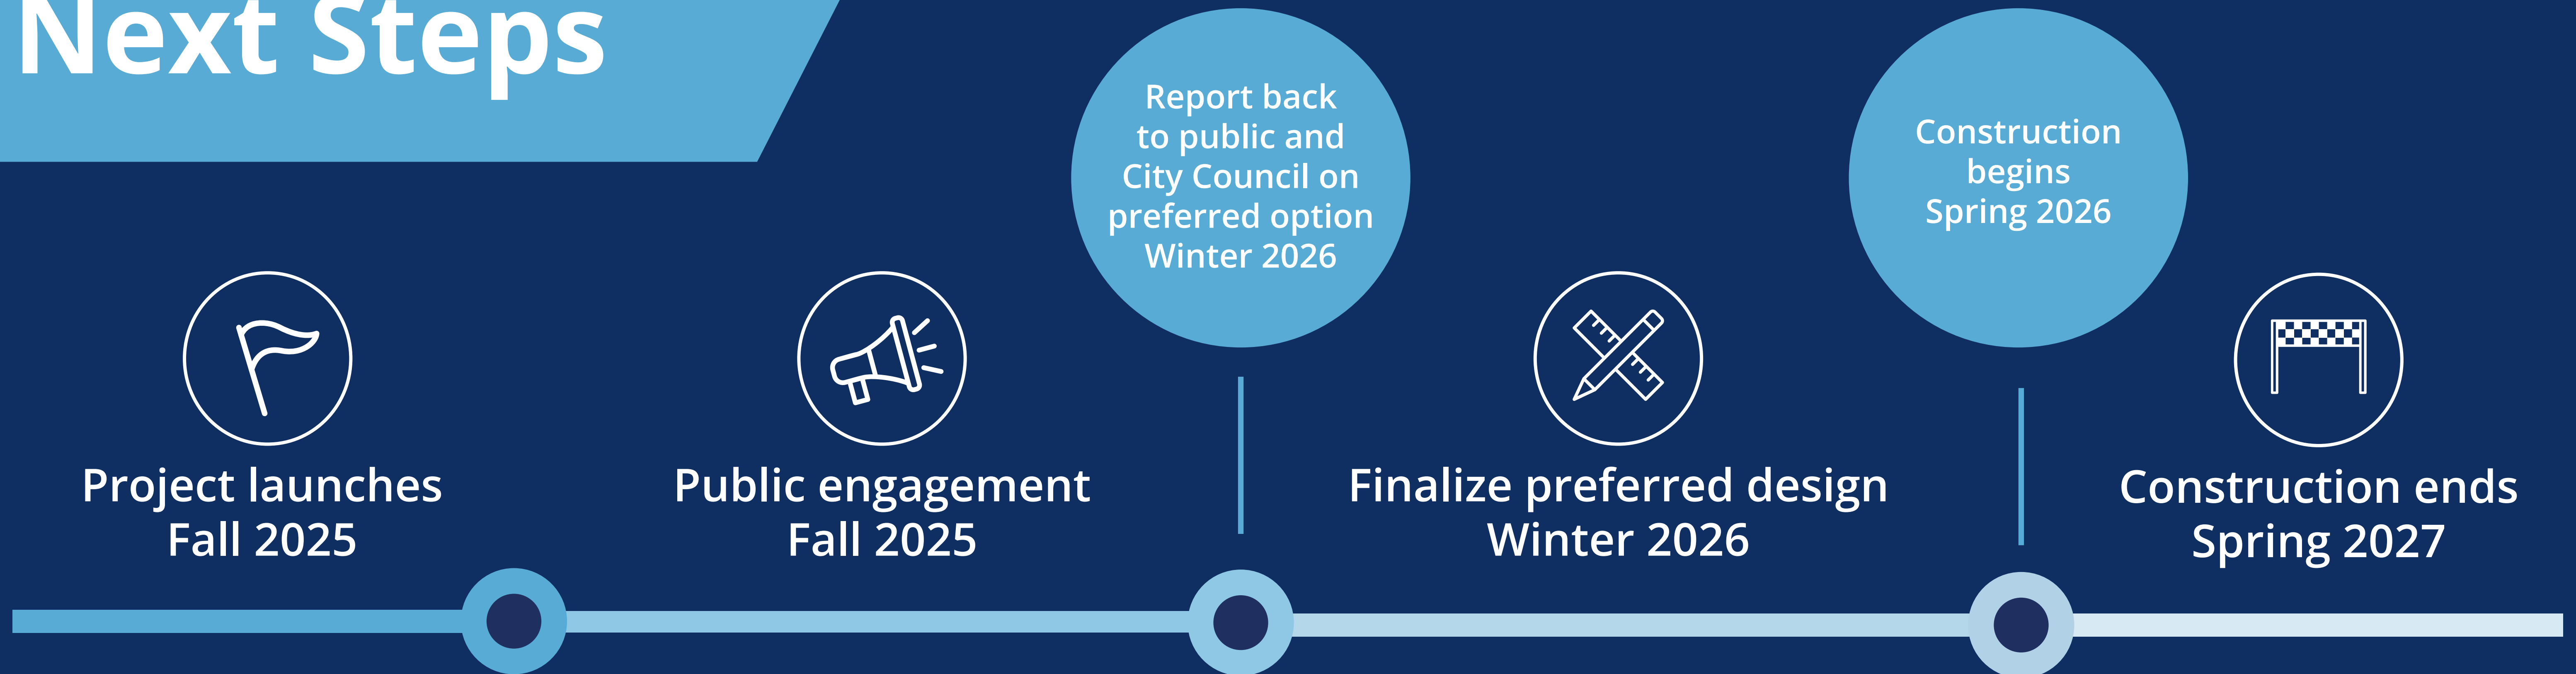 Next Steps
Project launches
Fall 2025
Public engagement
Fall 2025
Report back
to public and
City Council on
preferred option
Winter 2026
Finalize preferred design
Winter 2026
Construction
begins
Spring 2026
Construction ends
Spring 2027